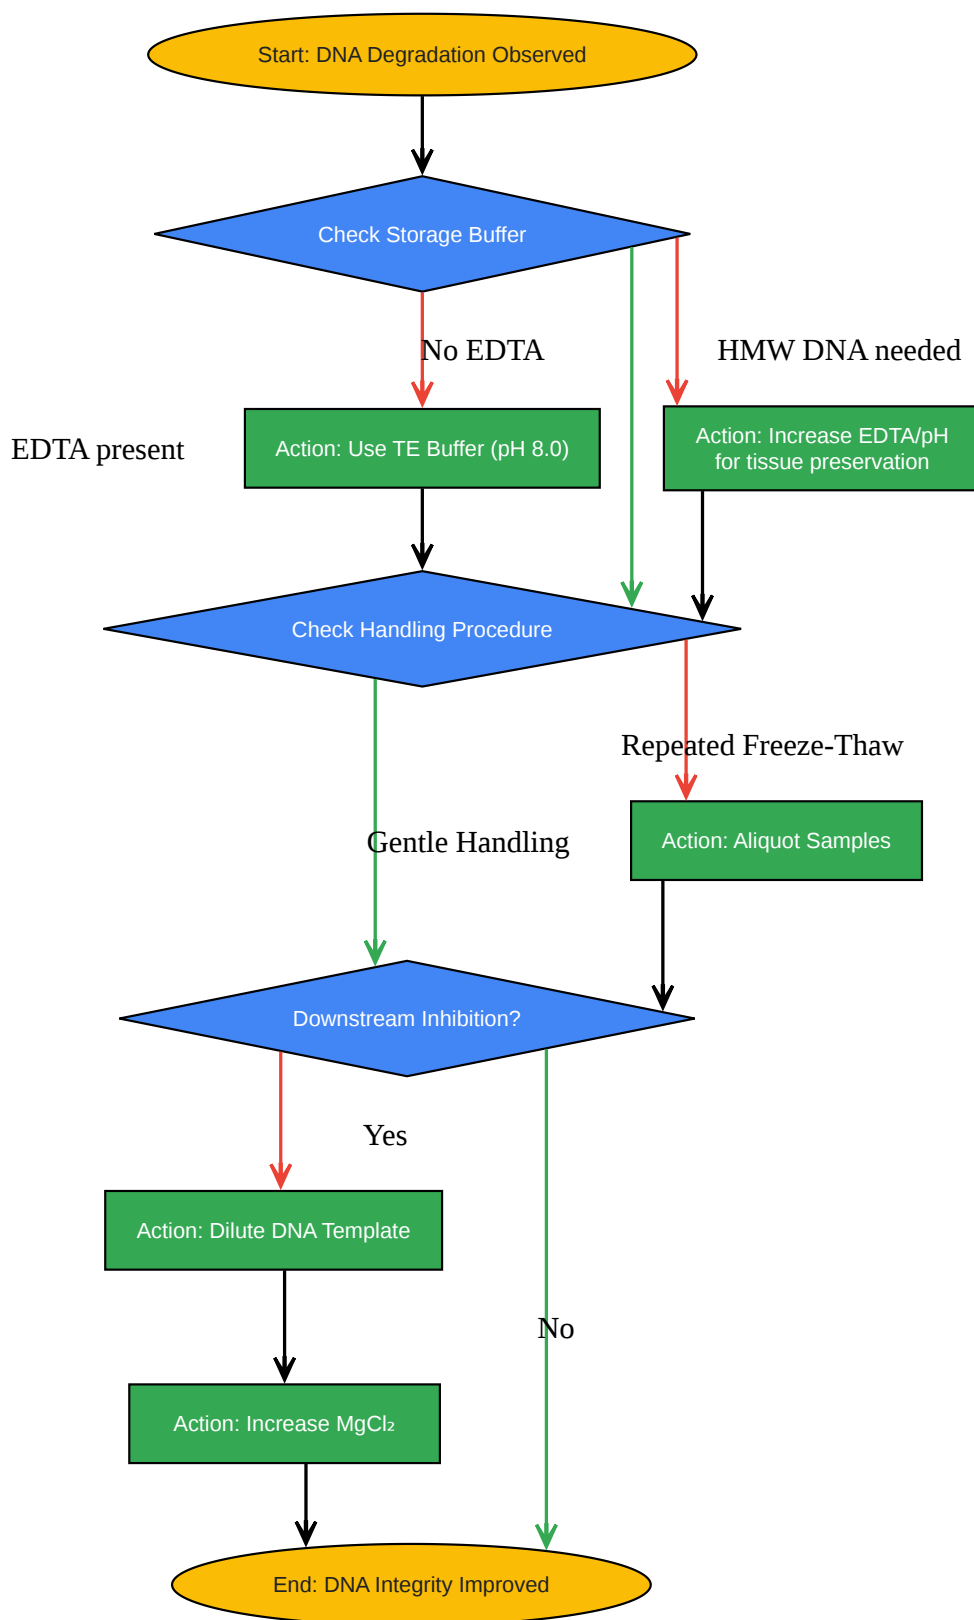 Start: DNA Degradation Observed
Check Storage Buffer
No EDTA
HMW DNA needed
EDTA present
Action: Use TE Buffer (pH 8.0)
Action: Increase EDTA/pH
for tissue preservation
Check Handling Procedure
Repeated Freeze-Thaw
Gentle Handling
Action: Aliquot Samples
Downstream Inhibition?
Yes
Action: Dilute DNA Template
No
Action: Increase MgCl₂
End: DNA Integrity Improved